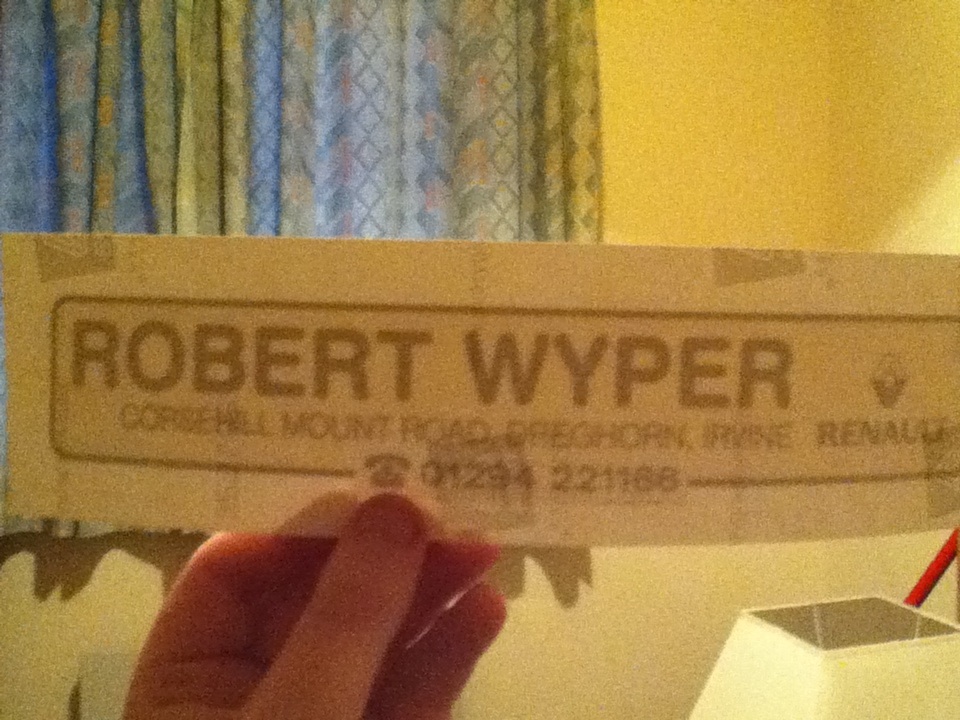 ROBERT WYPER
CORSEHILL MOUNT ROAD, DREGHORN, IRVINE RENAULT
☎ 01294 221166